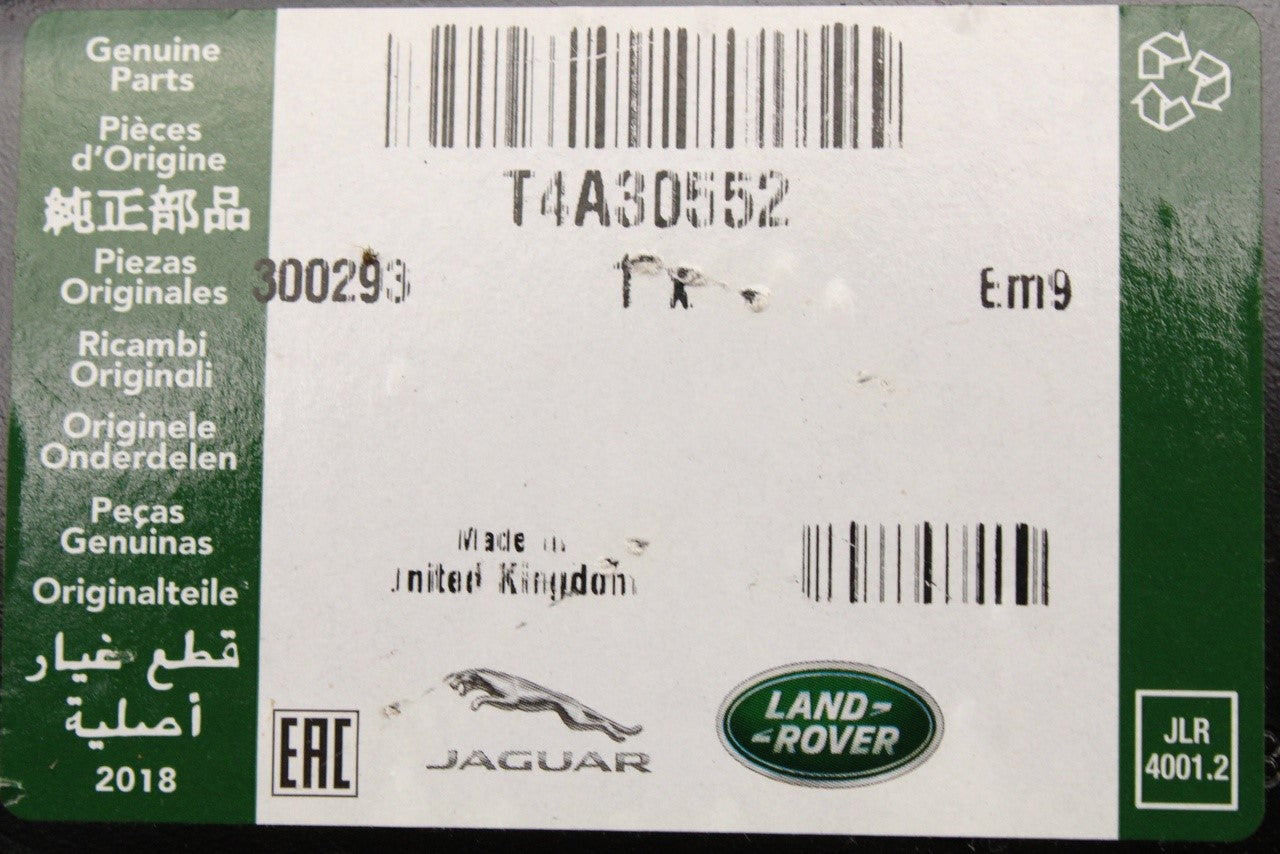 Genuine
Parts
Pièces
d'Origine
純正部品
Piezas
Originales
Ricambi
Originali
Originele
Onderdelen
Peças
Genuinas
Originalteile
قطع غيار
أصلية
2018
T4A30552
300293 1 x Em9
Made in
United Kingdom
EAC
JAGUAR
LAND-
-ROVER
JLR
4001.2